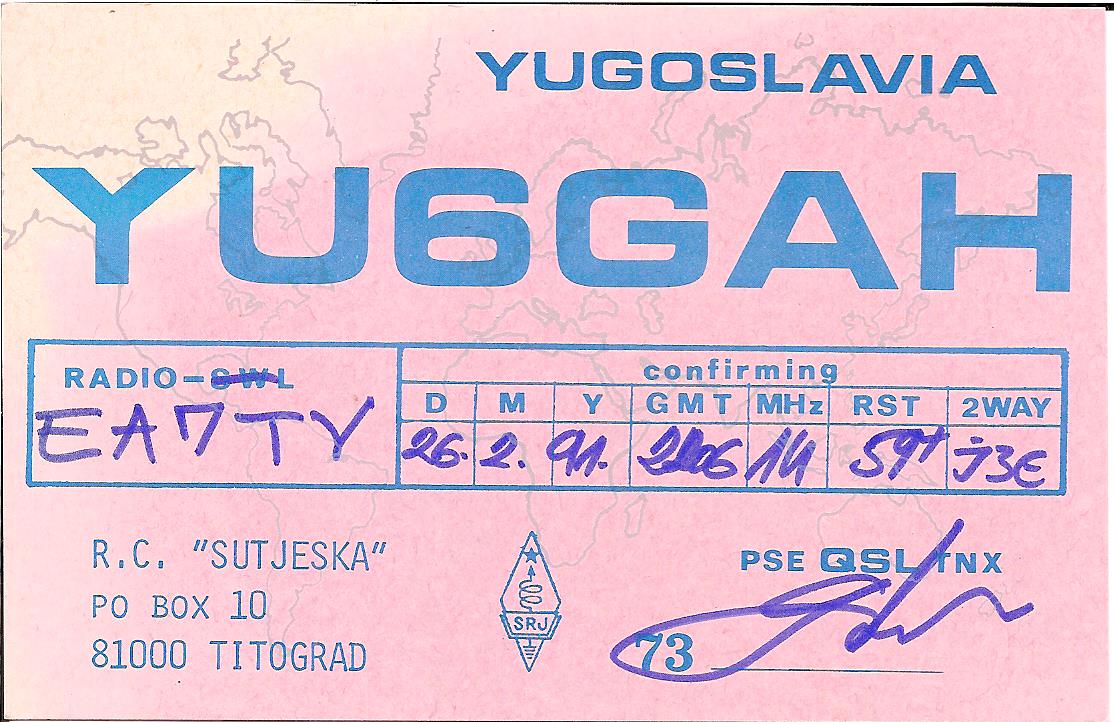 YUGOSLAVIA
YU6GAH
RADIO-SWL
EA7TY
confirming
D M Y GMT MHz RST 2WAY
26. 2. 91. 14 59+ J3E
R.C. "SUTJESKA"
PO BOX 10
81000 TITOGRAD
SRJ
PSE QSL TNX
73